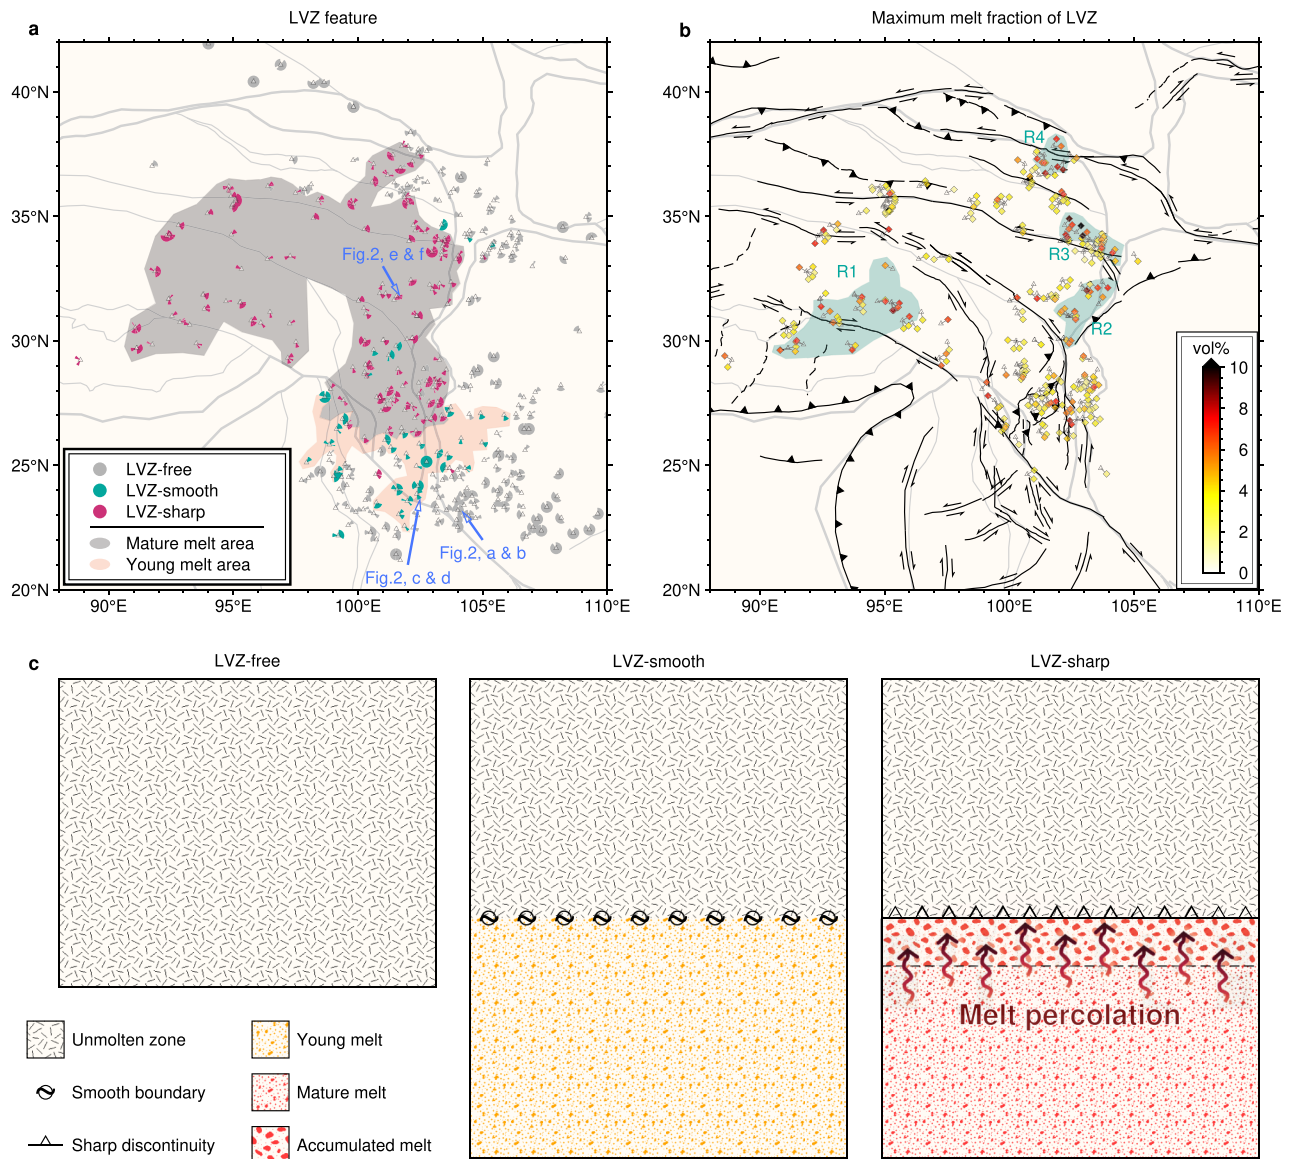 a
LVZ feature
40°N
35°N
30°N
25°N
20°N
90°E
95°E
100°E
105°E
110°E
Fig.2, e & f
Fig.2, a & b
Fig.2, c & d
LVZ-free
LVZ-smooth
LVZ-sharp
Mature melt area
Young melt area
b
Maximum melt fraction of LVZ
40°N
35°N
30°N
25°N
20°N
90°E
95°E
100°E
105°E
110°E
R4
R3
R1
R2
vol%
10
8
6
4
2
0
c
LVZ-free
LVZ-smooth
LVZ-sharp
Melt percolation
Unmolten zone
Young melt
Smooth boundary
Mature melt
Sharp discontinuity
Accumulated melt